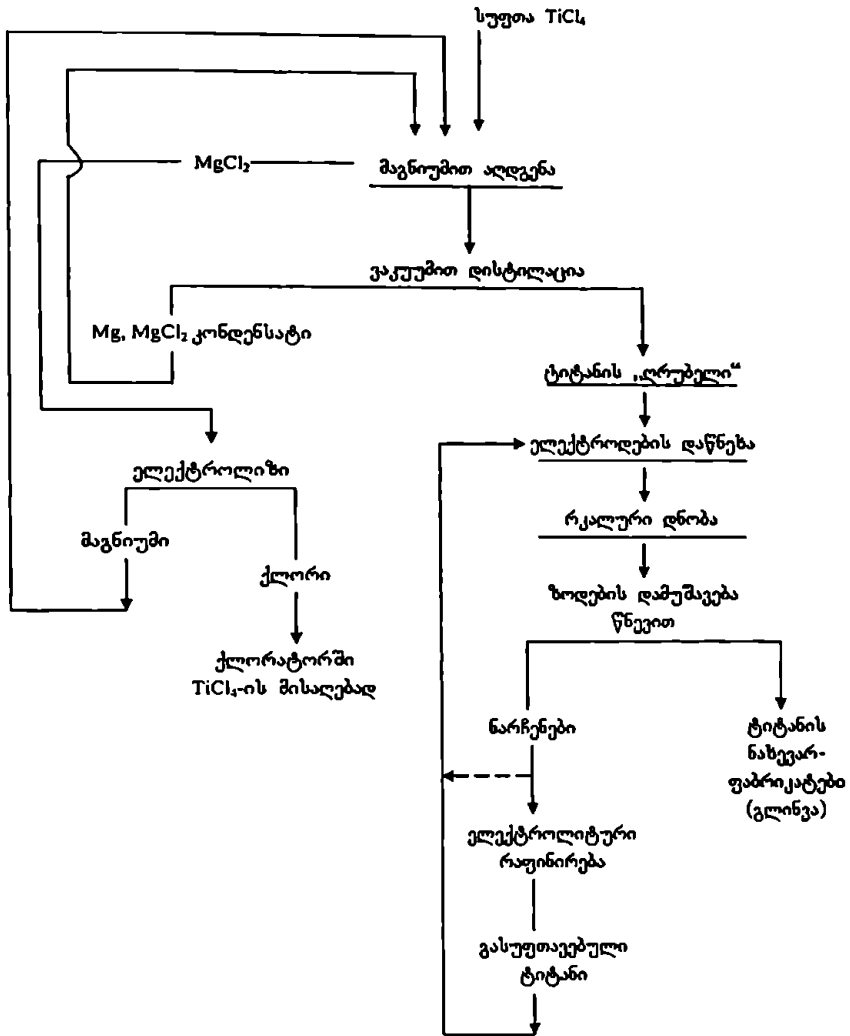 სუფთა TiCl₄
MgCl₂
მაგნიუმით აღდგენა
ვაკუუმით დისტილაცია
Mg, MgCl₂ კონდენსატი
ტიტანის „ღრუბელი“
ელექტროდების დაწნეხა
ელექტროლიზი
რკალური დნობა
მაგნიუმი
ქლორი
ზოდების დამუშავება
წნევით
ქლორატორში
TiCl₄-ის მისაღებად
ნარჩენები
ტიტანის
ნახევარ-
ფაბრიკატები
(გლინვა)
ელექტროლიტური
რაფინირება
გასუფთავებული
ტიტანი